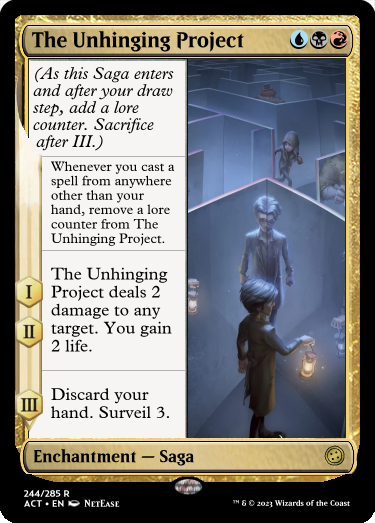 The Unhinging Project
(As this Saga enters
and after your draw
step, add a lore
counter. Sacrifice
after III.)
Whenever you cast a
spell from anywhere
other than your
hand, remove a lore
counter from The
Unhinging Project.
I
II
The Unhinging
Project deals 2
damage to any
target. You gain
2 life.
III
Discard your
hand. Surveil 3.
Enchantment — Saga
244/285 R
ACT • EN NETEASE
™ & © 2023 Wizards of the Coast